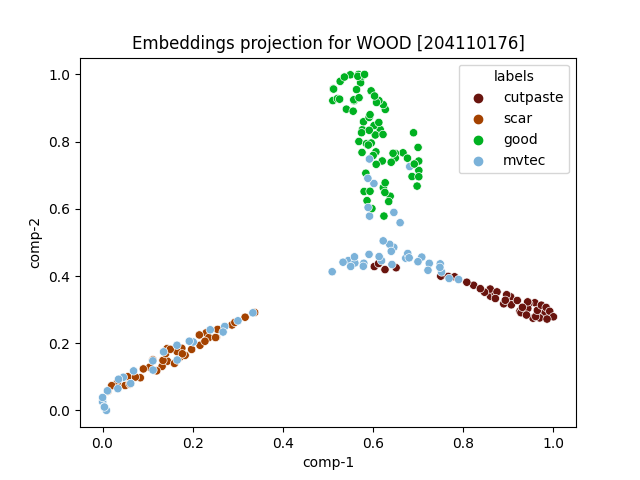 Embeddings projection for WOOD [204110176]
labels
cutpaste
scar
good
mvtec
1.0
0.8
0.6
0.4
0.2
0.0
comp-2
0.0 0.2 0.4 0.6 0.8 1.0
comp-1